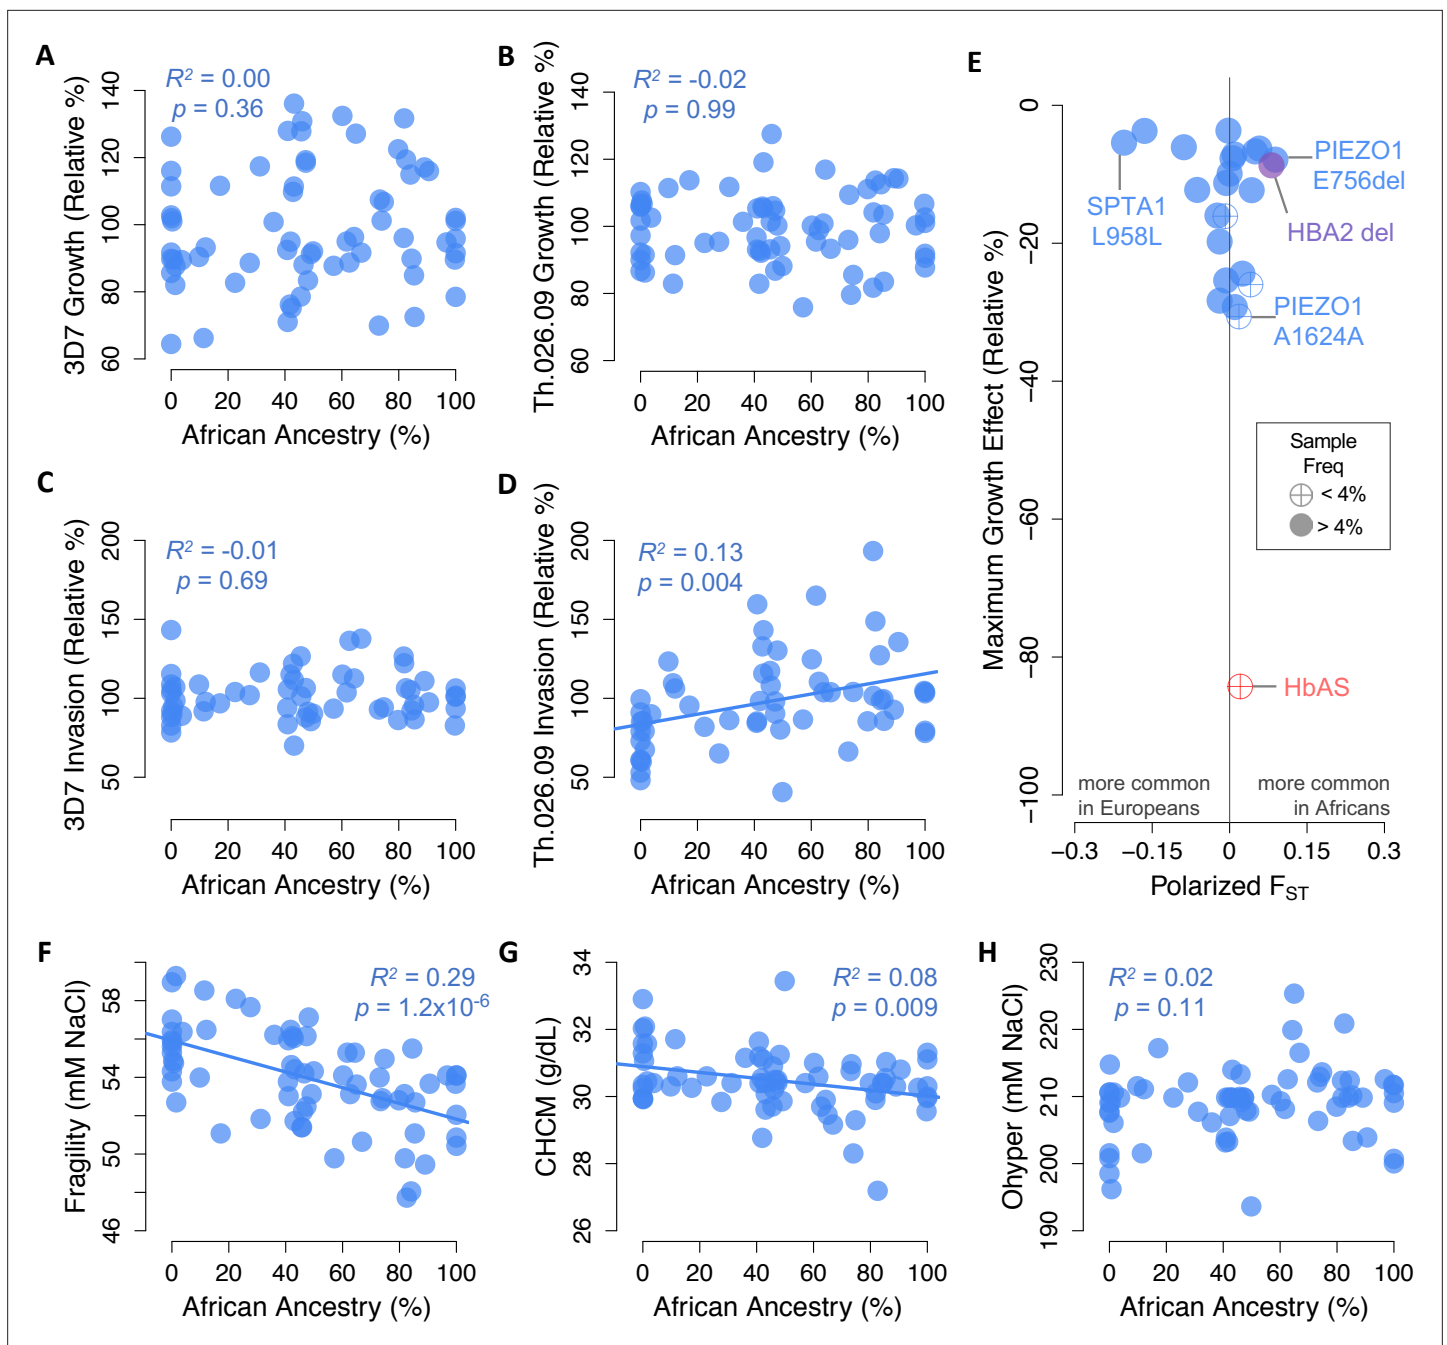 A
R² = 0.00
p = 0.36
3D7 Growth (Relative %)
140
120
100
80
60
0 20 40 60 80 100
African Ancestry (%)
B
R² = -0.02
p = 0.99
Th.026.09 Growth (Relative %)
140
120
100
80
60
0 20 40 60 80 100
African Ancestry (%)
C
R² = -0.01
p = 0.69
3D7 Invasion (Relative %)
200
150
100
50
0 20 40 60 80 100
African Ancestry (%)
D
R² = 0.13
p = 0.004
Th.026.09 Invasion (Relative %)
200
150
100
50
0 20 40 60 80 100
African Ancestry (%)
E
Maximum Growth Effect (Relative %)
0
−20
−40
−60
−80
−100
PIEZO1
E756del
SPTA1
L958L
HBA2 del
PIEZO1
A1624A
Sample
Freq
< 4%
> 4%
HbAS
more common
in Europeans
more common
in Africans
−0.3 −0.15 0 0.15 0.3
Polarized FST
F
R² = 0.29
p = 1.2x10-6
Fragility (mM NaCl)
58
54
50
46
0 20 40 60 80 100
African Ancestry (%)
G
R² = 0.08
p = 0.009
CHCM (g/dL)
34
32
30
28
26
0 20 40 60 80 100
African Ancestry (%)
H
R² = 0.02
p = 0.11
Ohyper (mM NaCl)
230
220
210
200
190
0 20 40 60 80 100
African Ancestry (%)